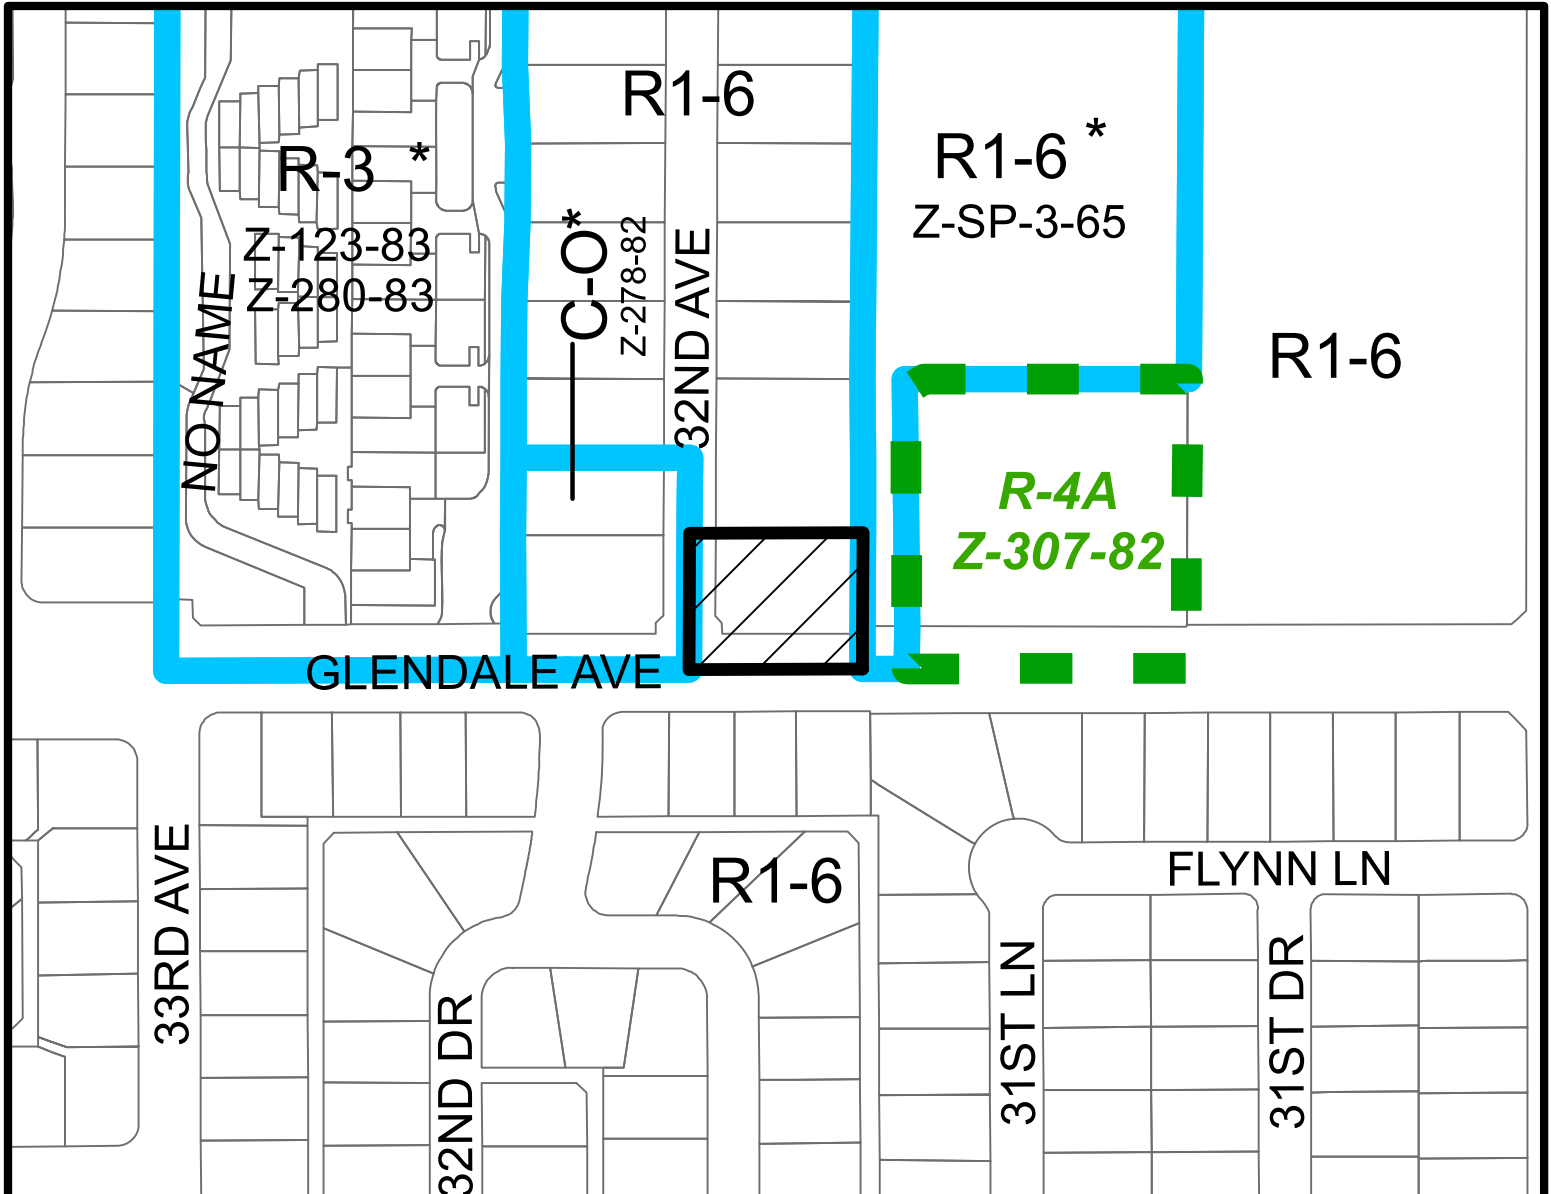 R1-6
R-3 *
Z-123-83
Z-280-83
NO NAME
C-O*
Z-278-82
32ND AVE
R1-6 *
Z-SP-3-65
R1-6
R-4A
Z-307-82
GLENDALE AVE
33RD AVE
R1-6
FLYNN LN
32ND DR
31ST LN
31ST DR